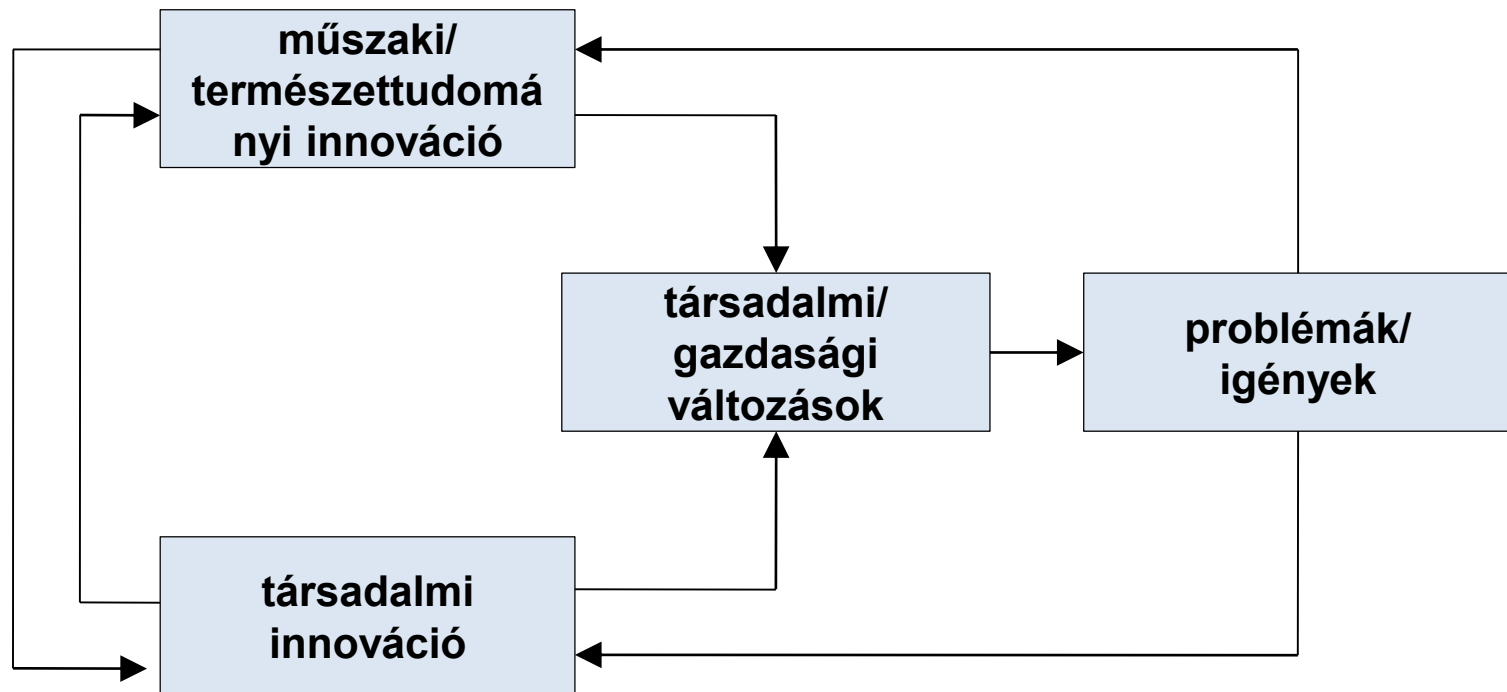 műszaki/
természettudomá
nyi innováció
társadalmi/
gazdasági
változások
problémák/
igények
társadalmi
innováció